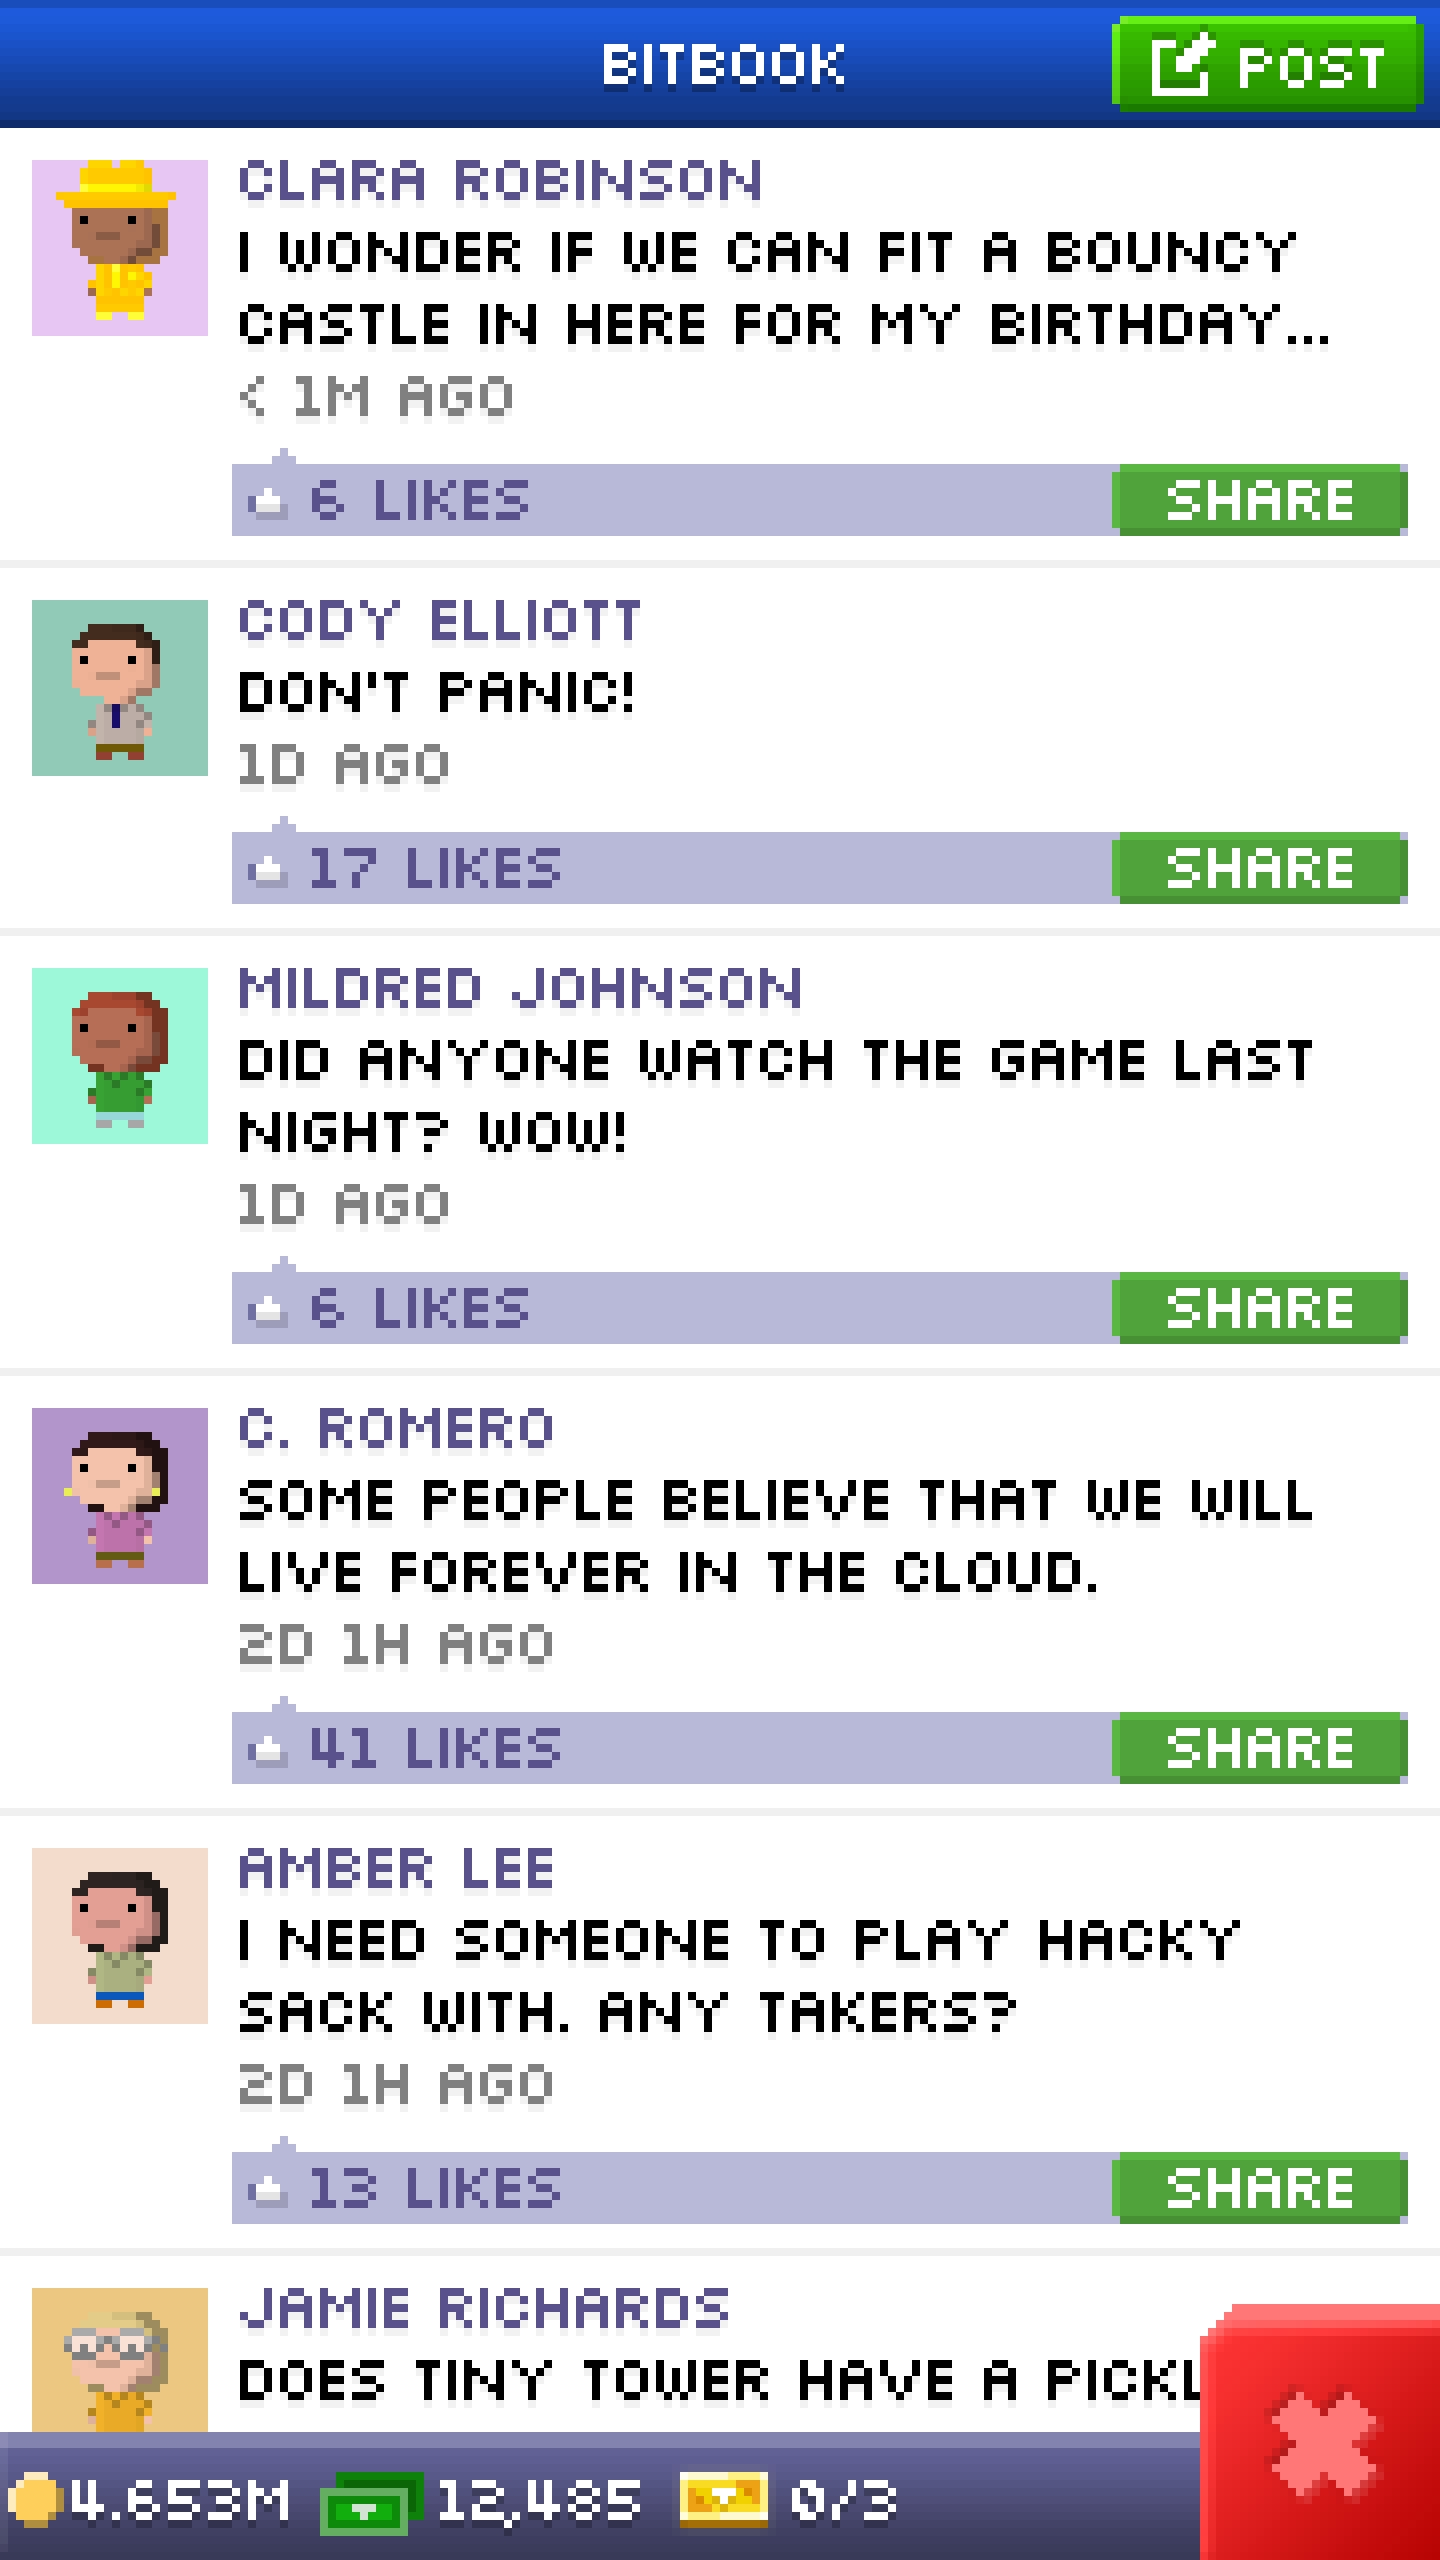 BITBOOK
POST
CLARA ROBINSON
I WONDER IF WE CAN FIT A BOUNCY
CASTLE IN HERE FOR MY BIRTHDAY...
< 1M AGO
6 LIKES
SHARE
CODY ELLIOTT
DON'T PANIC!
1D AGO
17 LIKES
SHARE
MILDRED JOHNSON
DID ANYONE WATCH THE GAME LAST
NIGHT? WOW!
1D AGO
6 LIKES
SHARE
C. ROMERO
SOME PEOPLE BELIEVE THAT WE WILL
LIVE FOREVER IN THE CLOUD.
2D 1H AGO
41 LIKES
SHARE
AMBER LEE
I NEED SOMEONE TO PLAY HACKY
SACK WITH. ANY TAKERS?
2D 1H AGO
13 LIKES
SHARE
JAMIE RICHARDS
DOES TINY TOWER HAVE A
4.653M
12,485
0/3